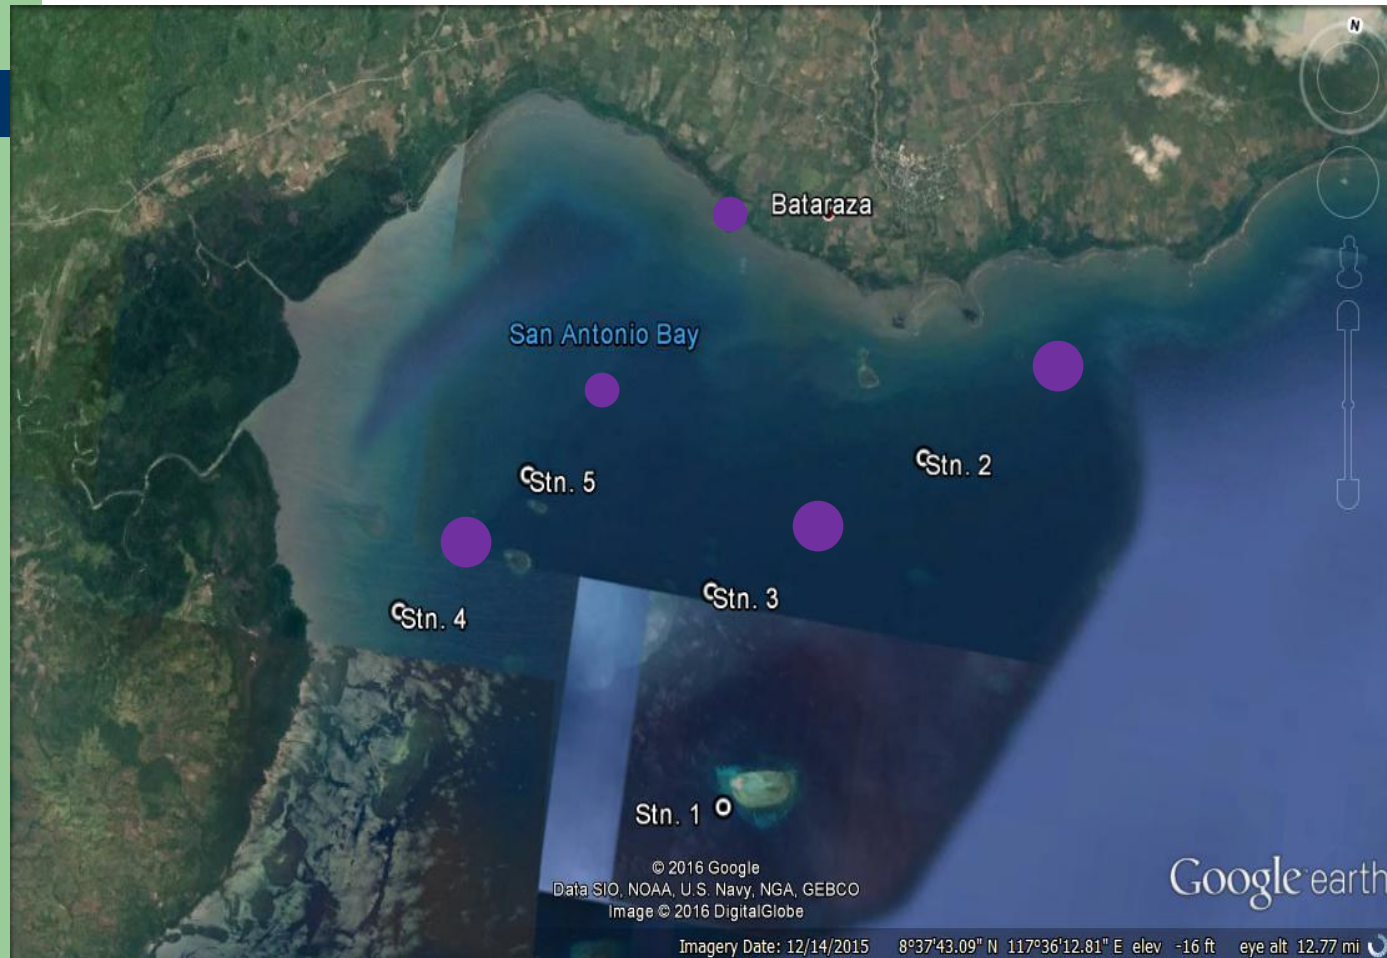 N
Bataraza
San Antonio Bay
Stn. 2
Stn. 5
Stn. 3
Stn. 4
Stn. 1
© 2016 Google
Data SIO, NOAA, U.S. Navy, NGA, GEBCO
Image © 2016 DigitalGlobe
Google earth
Imagery Date: 12/14/2015 8°37'43.09" N 117°36'12.81" E elev -16 ft eye alt 12.77 mi